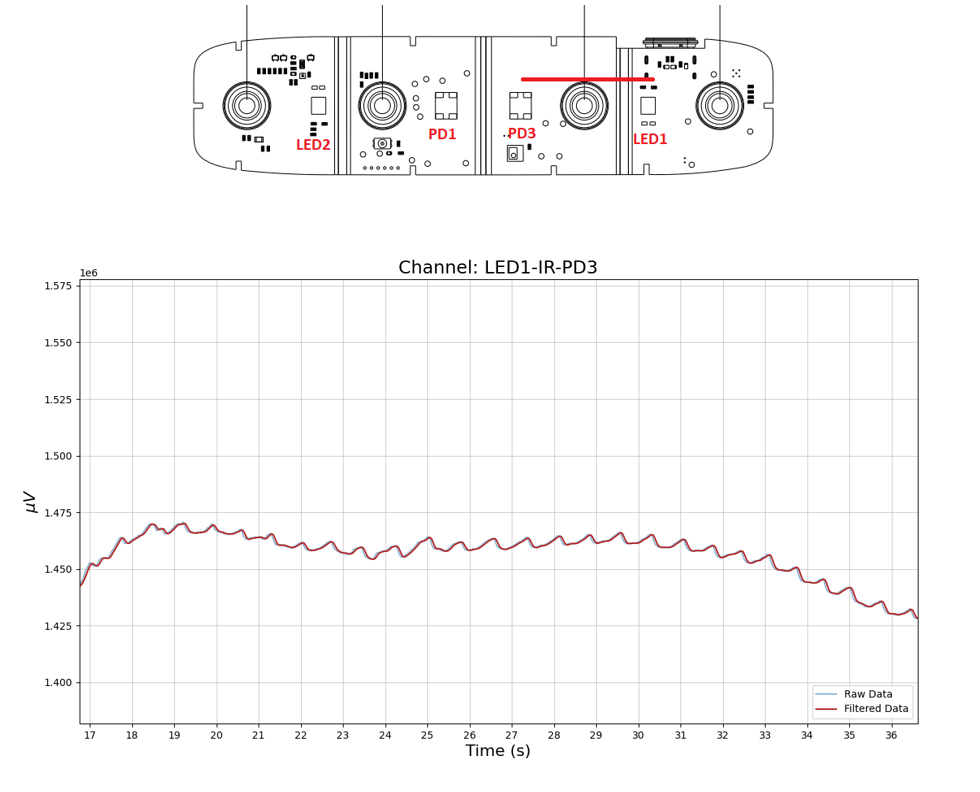 PD1
PD3
LED2
LED1
Channel: LED1-IR-PD3
1e6
1.575
1.550
1.525
1.500
1.475
1.450
1.425
1.400
μV
Raw Data
Filtered Data
17 18 19 20 21 22 23 24 25 26 27 28 29 30 31 32 33 34 35 36
Time (s)